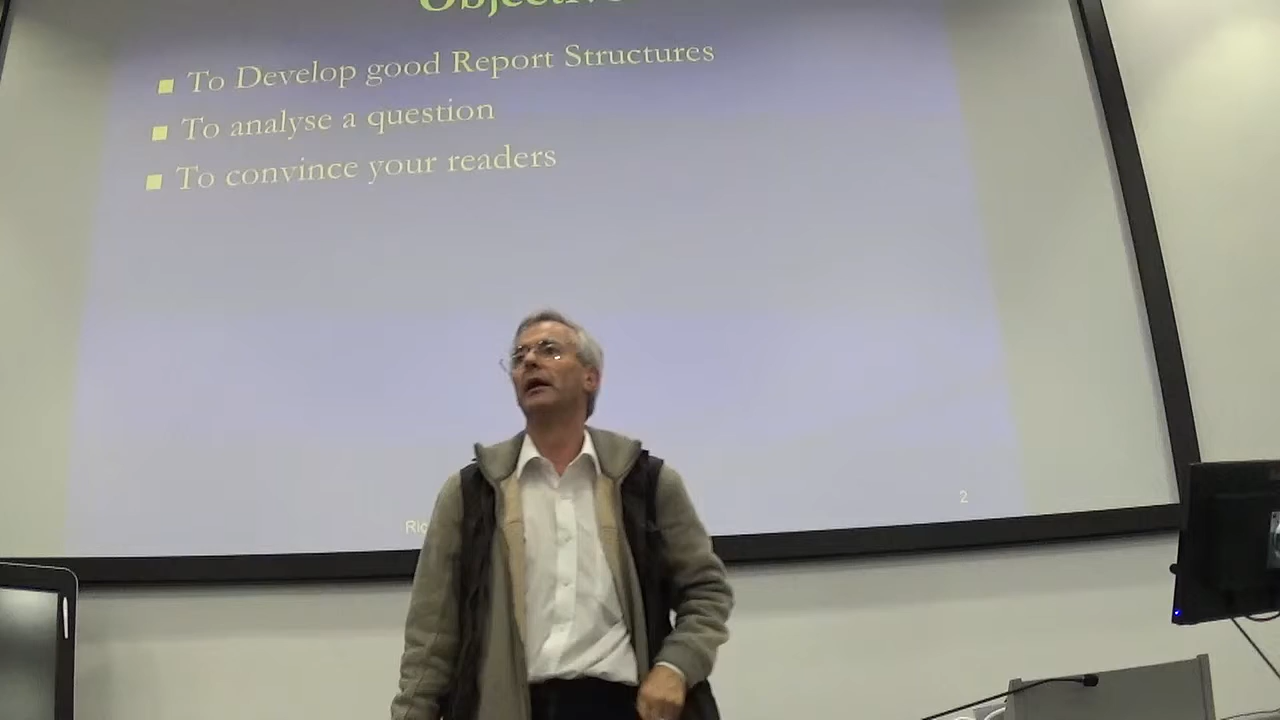 To Develop good Report Structures
To analyse a question
To convince your readers
2